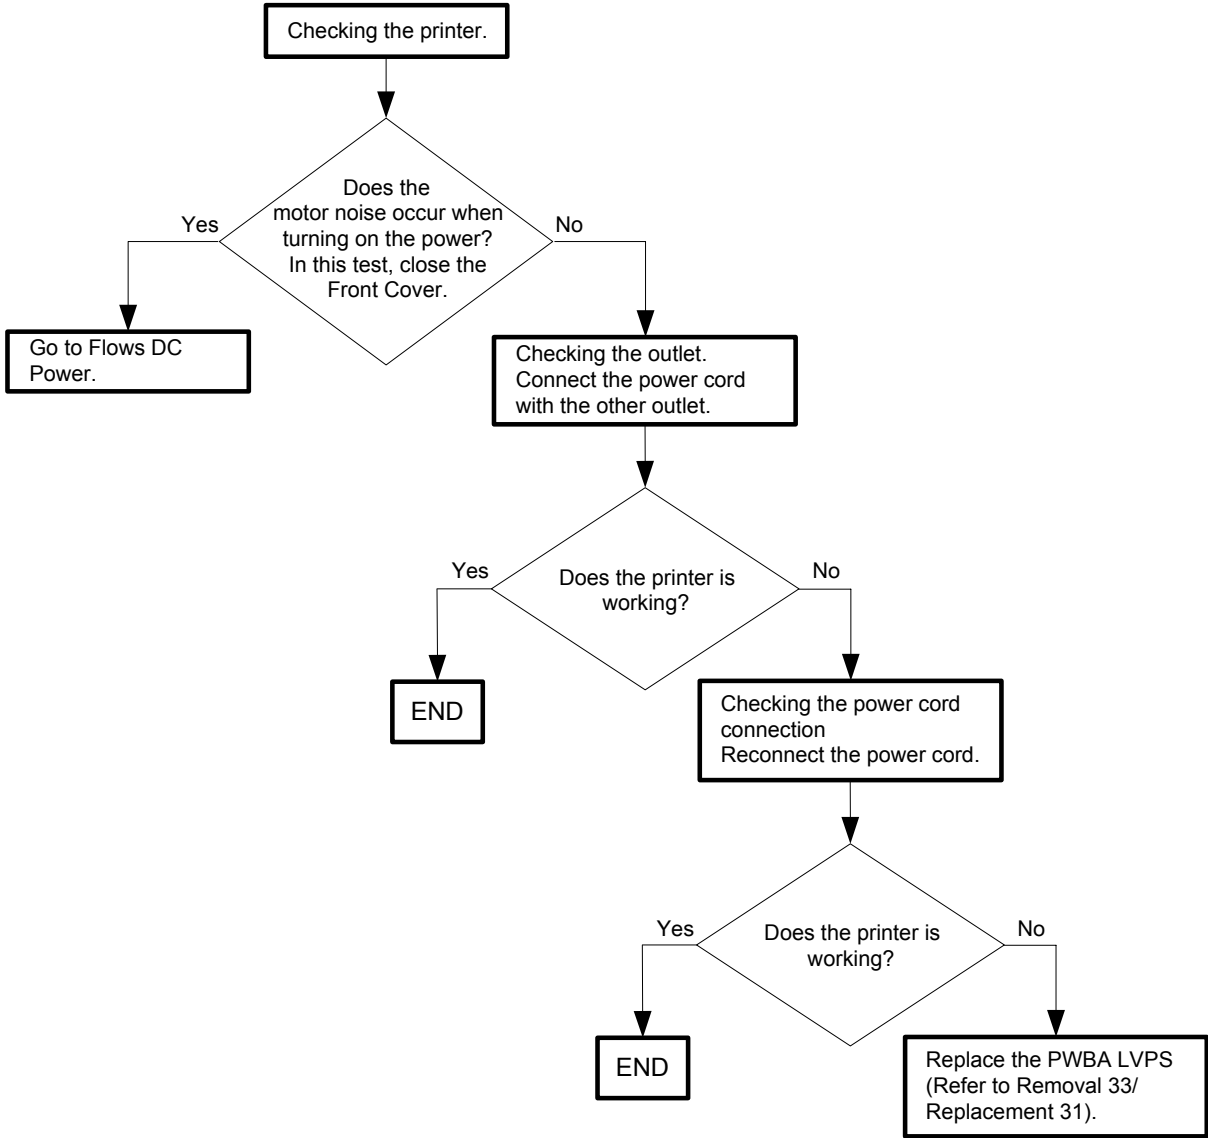 Checking the printer.
Does the
motor noise occur when
turning on the power?
In this test, close the
Front Cover.
Yes
No
Go to Flows DC
Power.
Checking the outlet.
Connect the power cord
with the other outlet.
Does the printer is
working?
Yes
No
END
Checking the power cord
connection
Reconnect the power cord.
Does the printer is
working?
Yes
No
END
Replace the PWBA LVPS
(Refer to Removal 33/
Replacement 31).